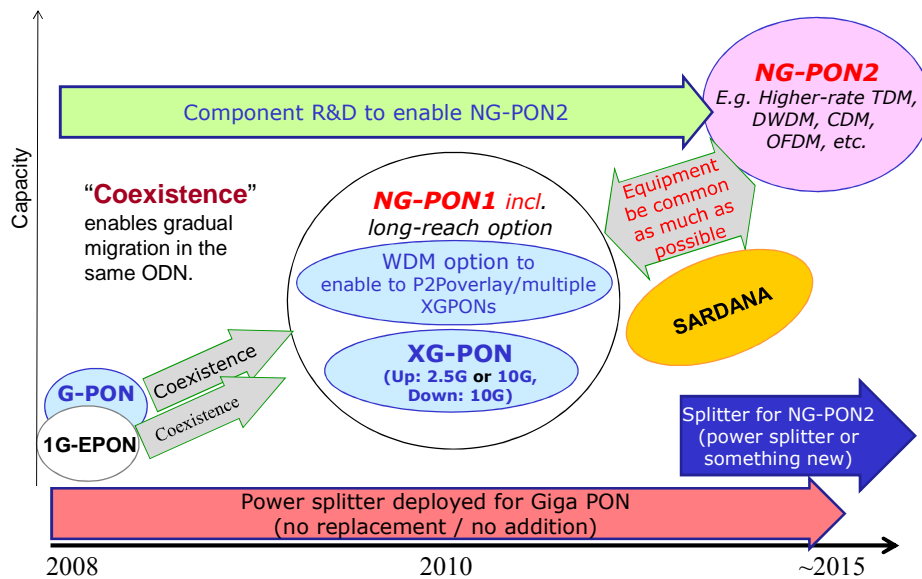 Capacity
Component R&D to enable NG-PON2
NG-PON2
E.g. Higher-rate TDM,
DWDM, CDM,
OFDM, etc.
"Coexistence"
enables gradual
migration in the
same ODN.
NG-PON1 incl.
long-reach option
WDM option to
enable to P2Poverlay/multiple
XGPONs
XG-PON
(Up: 2.5G or 10G,
Down: 10G)
Equipment
be common
as much as
possible
SARDANA
Coexistence
Coexistence
G-PON
1G-EPON
Splitter for NG-PON2
(power splitter or
something new)
Power splitter deployed for Giga PON
(no replacement / no addition)
2008
2010
~2015